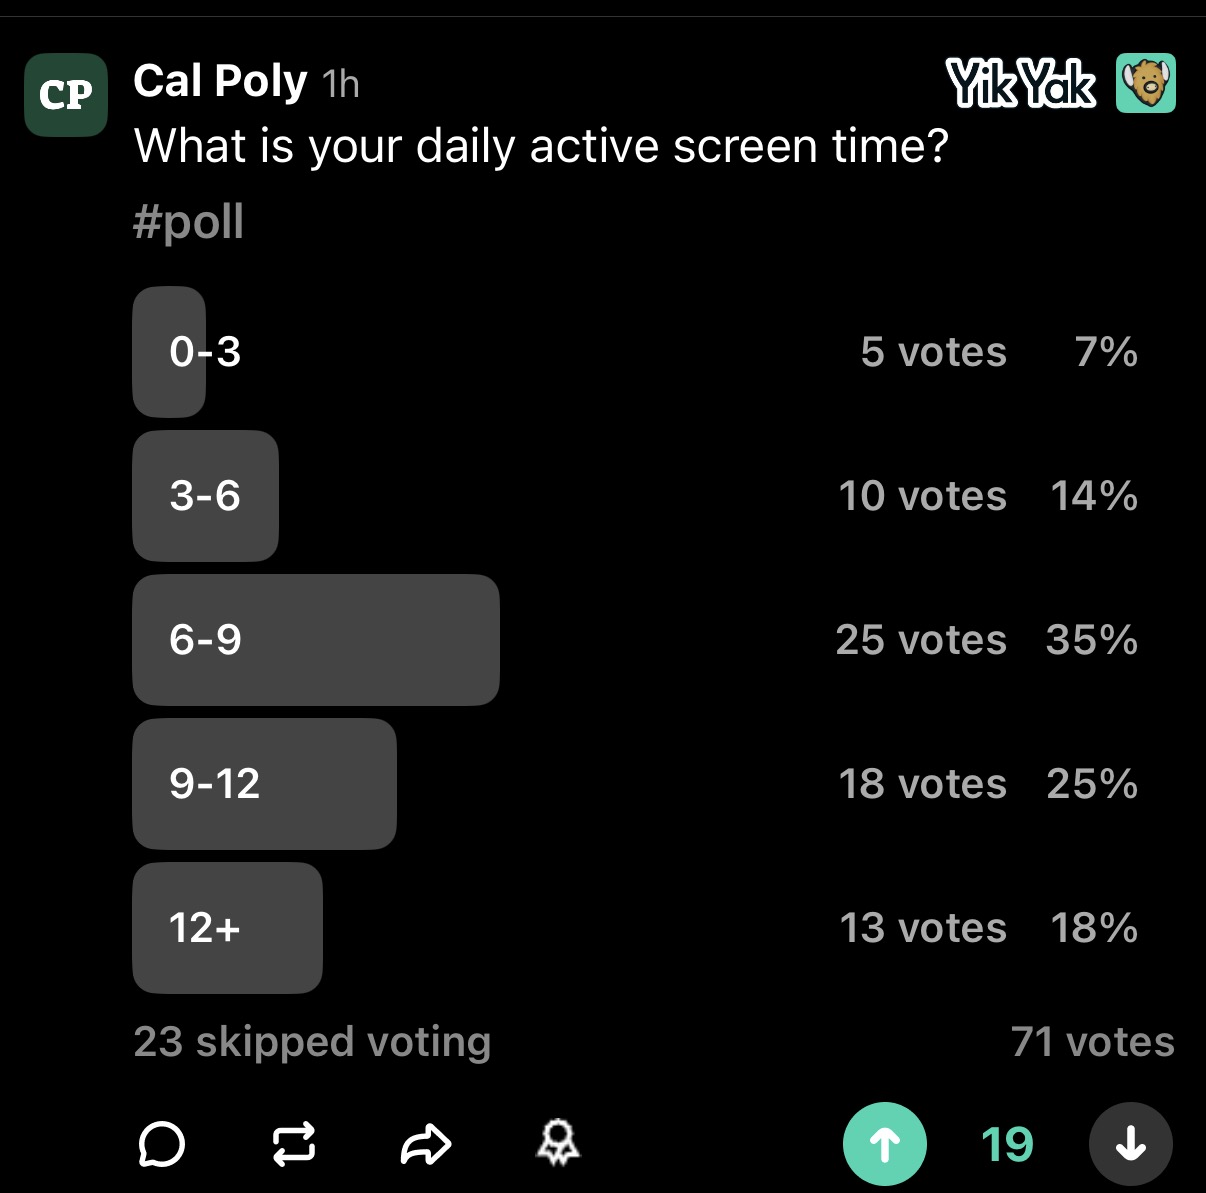 CP Cal Poly 1h YikYak
What is your daily active screen time?
#poll
0-3 5 votes 7%
3-6 10 votes 14%
6-9 25 votes 35%
9-12 18 votes 25%
12+ 13 votes 18%
23 skipped voting 71 votes
19